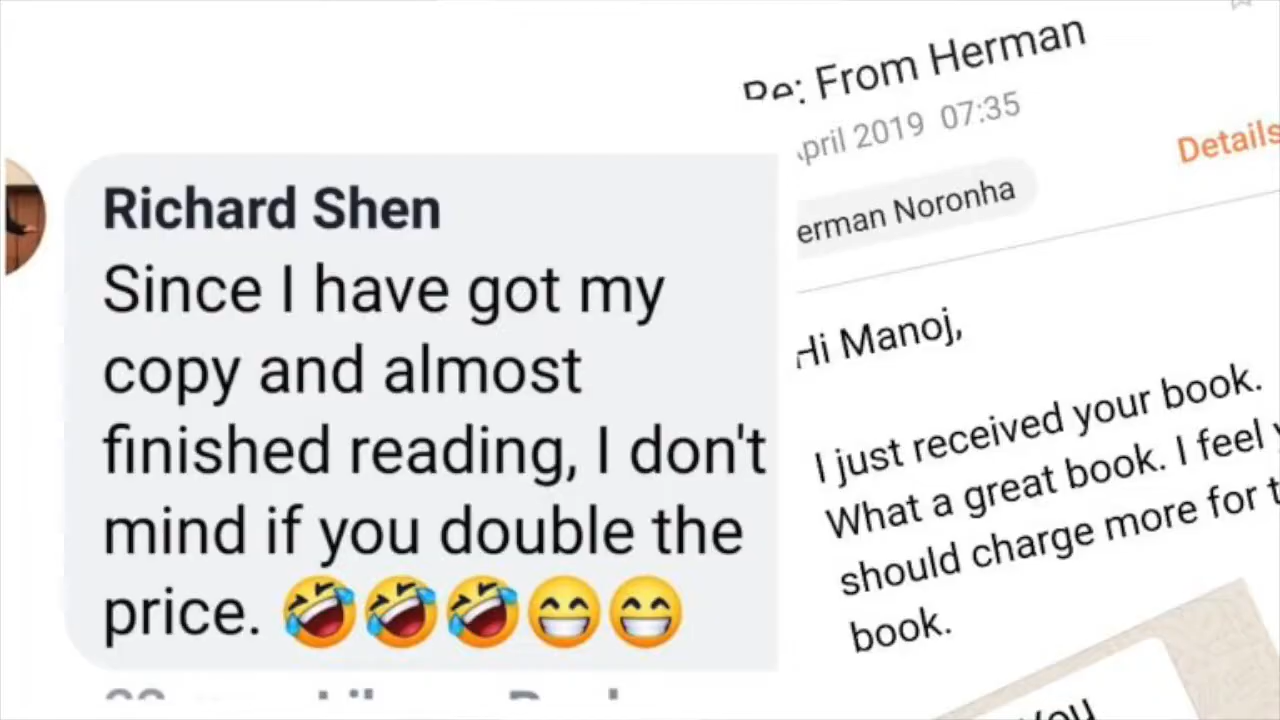 Richard Shen
Since I have got my
copy and almost
finished reading, I don't
mind if you double the
price. 🤣🤣🤣😁😁
Re: From Herman
pril 2019 07:35
Details
erman Noronha
Hi Manoj,
I just received your book.
What a great book. I feel
should charge more for
book.
You